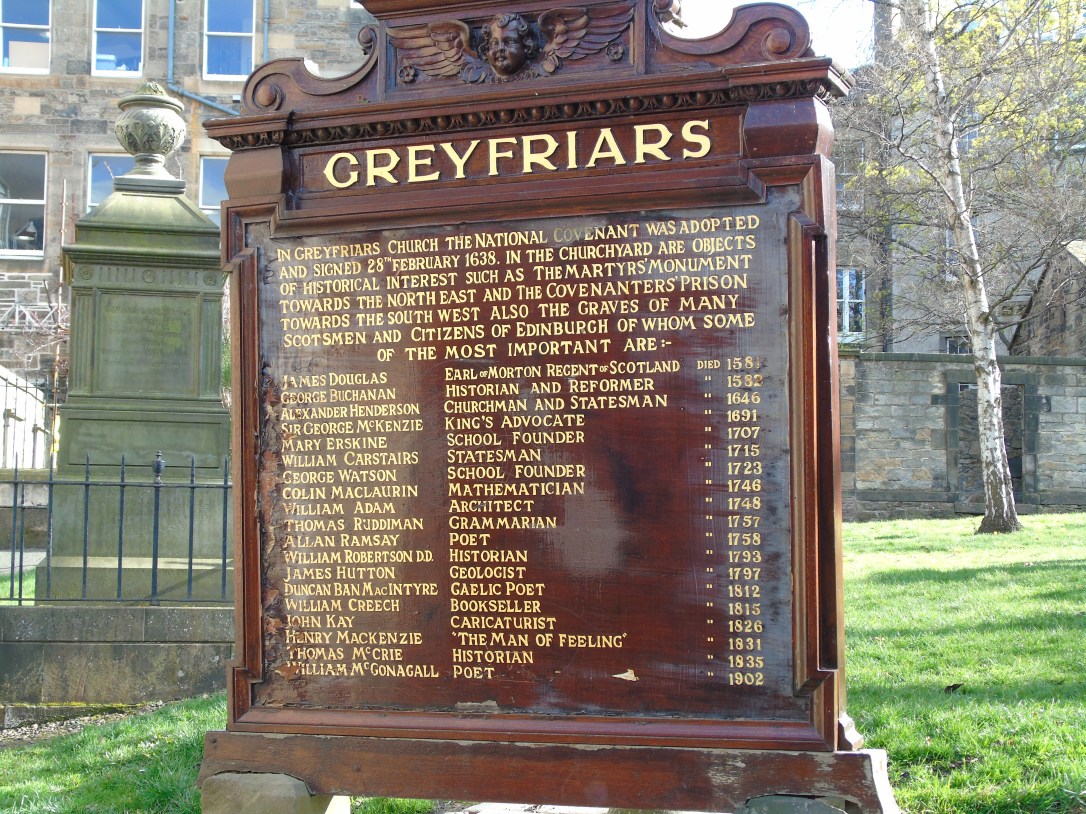 GREYFRIARS
IN GREYFRIARS CHURCH THE NATIONAL COVENANT WAS ADOPTED
AND SIGNED 28TH FEBRUARY 1638. IN THE CHURCHYARD ARE OBJECTS
OF HISTORICAL INTEREST SUCH AS THE MARTYRS' MONUMENT
TOWARDS THE NORTH EAST AND THE COVENANTERS' PRISON
TOWARDS THE SOUTH WEST ALSO THE GRAVES OF MANY
SCOTSMEN AND CITIZENS OF EDINBURGH OF WHOM SOME
OF THE MOST IMPORTANT ARE:-
JAMES DOUGLAS EARL OF MORTON REGENT OF SCOTLAND DIED 1581
GEORGE BUCHANAN HISTORIAN AND REFORMER " 1582
ALEXANDER HENDERSON CHURCHMAN AND STATESMAN " 1646
SIR GEORGE McKENZIE KING'S ADVOCATE " 1691
MARY ERSKINE SCHOOL FOUNDER " 1707
WILLIAM CARSTAIRS STATESMAN " 1715
GEORGE WATSON SCHOOL FOUNDER " 1723
COLIN MACLAURIN MATHEMATICIAN " 1746
WILLIAM ADAM ARCHITECT " 1748
THOMAS RUDDIMAN GRAMMARIAN " 1757
ALLAN RAMSAY POET " 1758
WILLIAM ROBERTSON D.D. HISTORIAN " 1793
JAMES HUTTON GEOLOGIST " 1797
DUNCAN BAN MACINTYRE GAELIC POET " 1812
WILLIAM CREECH BOOKSELLER " 1815
JOHN KAY CARICATURIST " 1826
HENRY MACKENZIE "THE MAN OF FEELING" " 1831
THOMAS McCRIE HISTORIAN " 1835
WILLIAM McGONAGALL POET " 1902